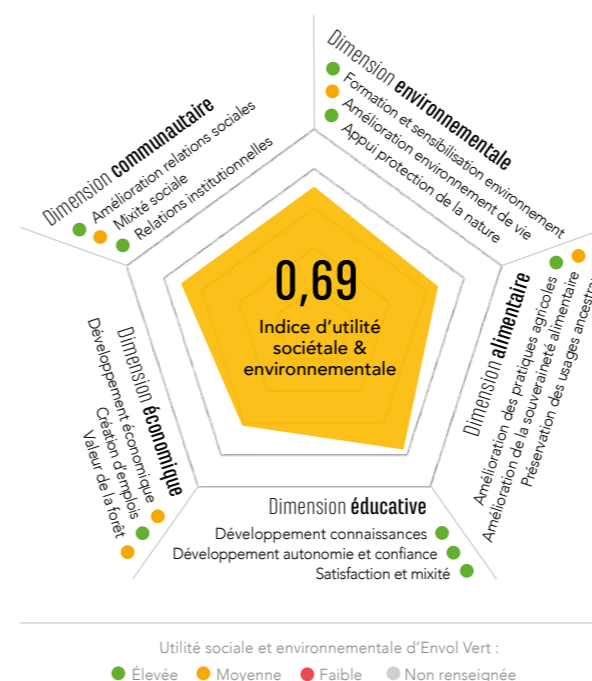 Dimension environnementale
Formation et sensibilisation environnement
Amélioration environnement de vie
Appui protection de la nature
Dimension communautaire
Amélioration relations sociales
Mixité sociale
Relations institutionnelles
0,69
Indice d'utilité
sociétale &
environnementale
Dimension alimentaire
Amélioration des pratiques agricoles
Amélioration de la souveraineté alimentaire
Préservation des usages
Dimension économique
Développement économique
Création d'emplois
Valeur de la forêt
Dimension éducative
Développement connaissances
Développement autonomie et confiance
Satisfaction et mixité
Utilité sociale et environnementale d'Envol Vert :
Élevée Moyenne Faible Non renseignée